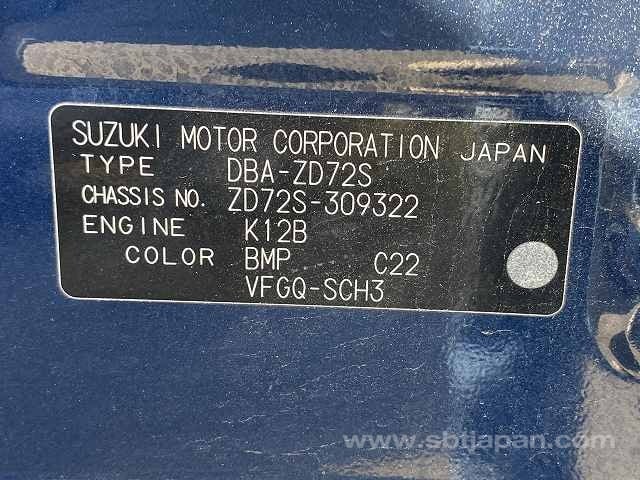 SUZUKI MOTOR CORPORATION JAPAN
TYPE DBA-ZD72S
CHASSIS NO. ZD72S-309322
ENGINE K12B
COLOR BMP C22
VFGQ-SCH3
www.sbtjapan.com